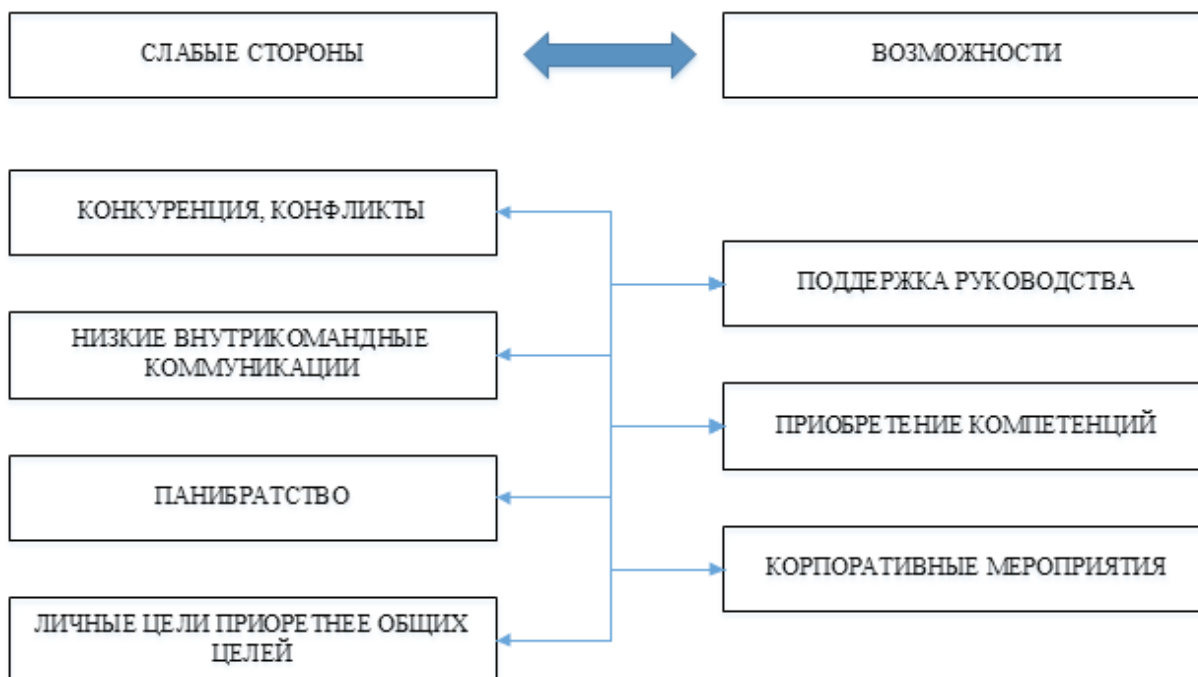 СЛАБЫЕ СТОРОНЫ
ВОЗМОЖНОСТИ
КОНКУРЕНЦИЯ, КОНФЛИКТЫ
ПОДДЕРЖКА РУКОВОДСТВА
НИЗКИЕ ВНУТРИКОМАНДНЫЕ
КОММУНИКАЦИИ
ПРИОБРЕТЕНИЕ КОМПЕТЕНЦИЙ
ПАНИБРАТСТВО
КОРПОРАТИВНЫЕ МЕРОПРИЯТИЯ
ЛИЧНЫЕ ЦЕЛИ ПРИОРЕТНЕЕ ОБЩИХ
ЦЕЛЕЙ